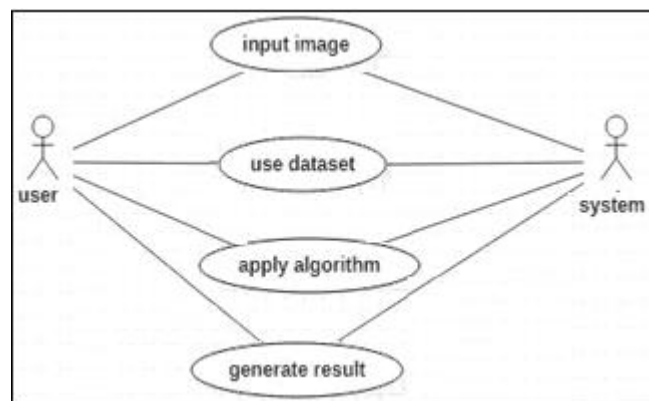 input image
use dataset
user
system
apply algorithm
generate result